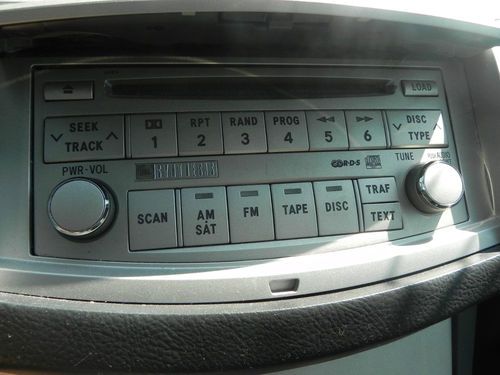 LOAD
SEEK
TRACK
1
RPT
2
RAND
3
PROG
4
5
6
DISC
TYPE
PWR·VOL
JBL
R·D·S
TUNE
SCAN
AM
SAT
FM
TAPE
DISC
TRAF
TEXT